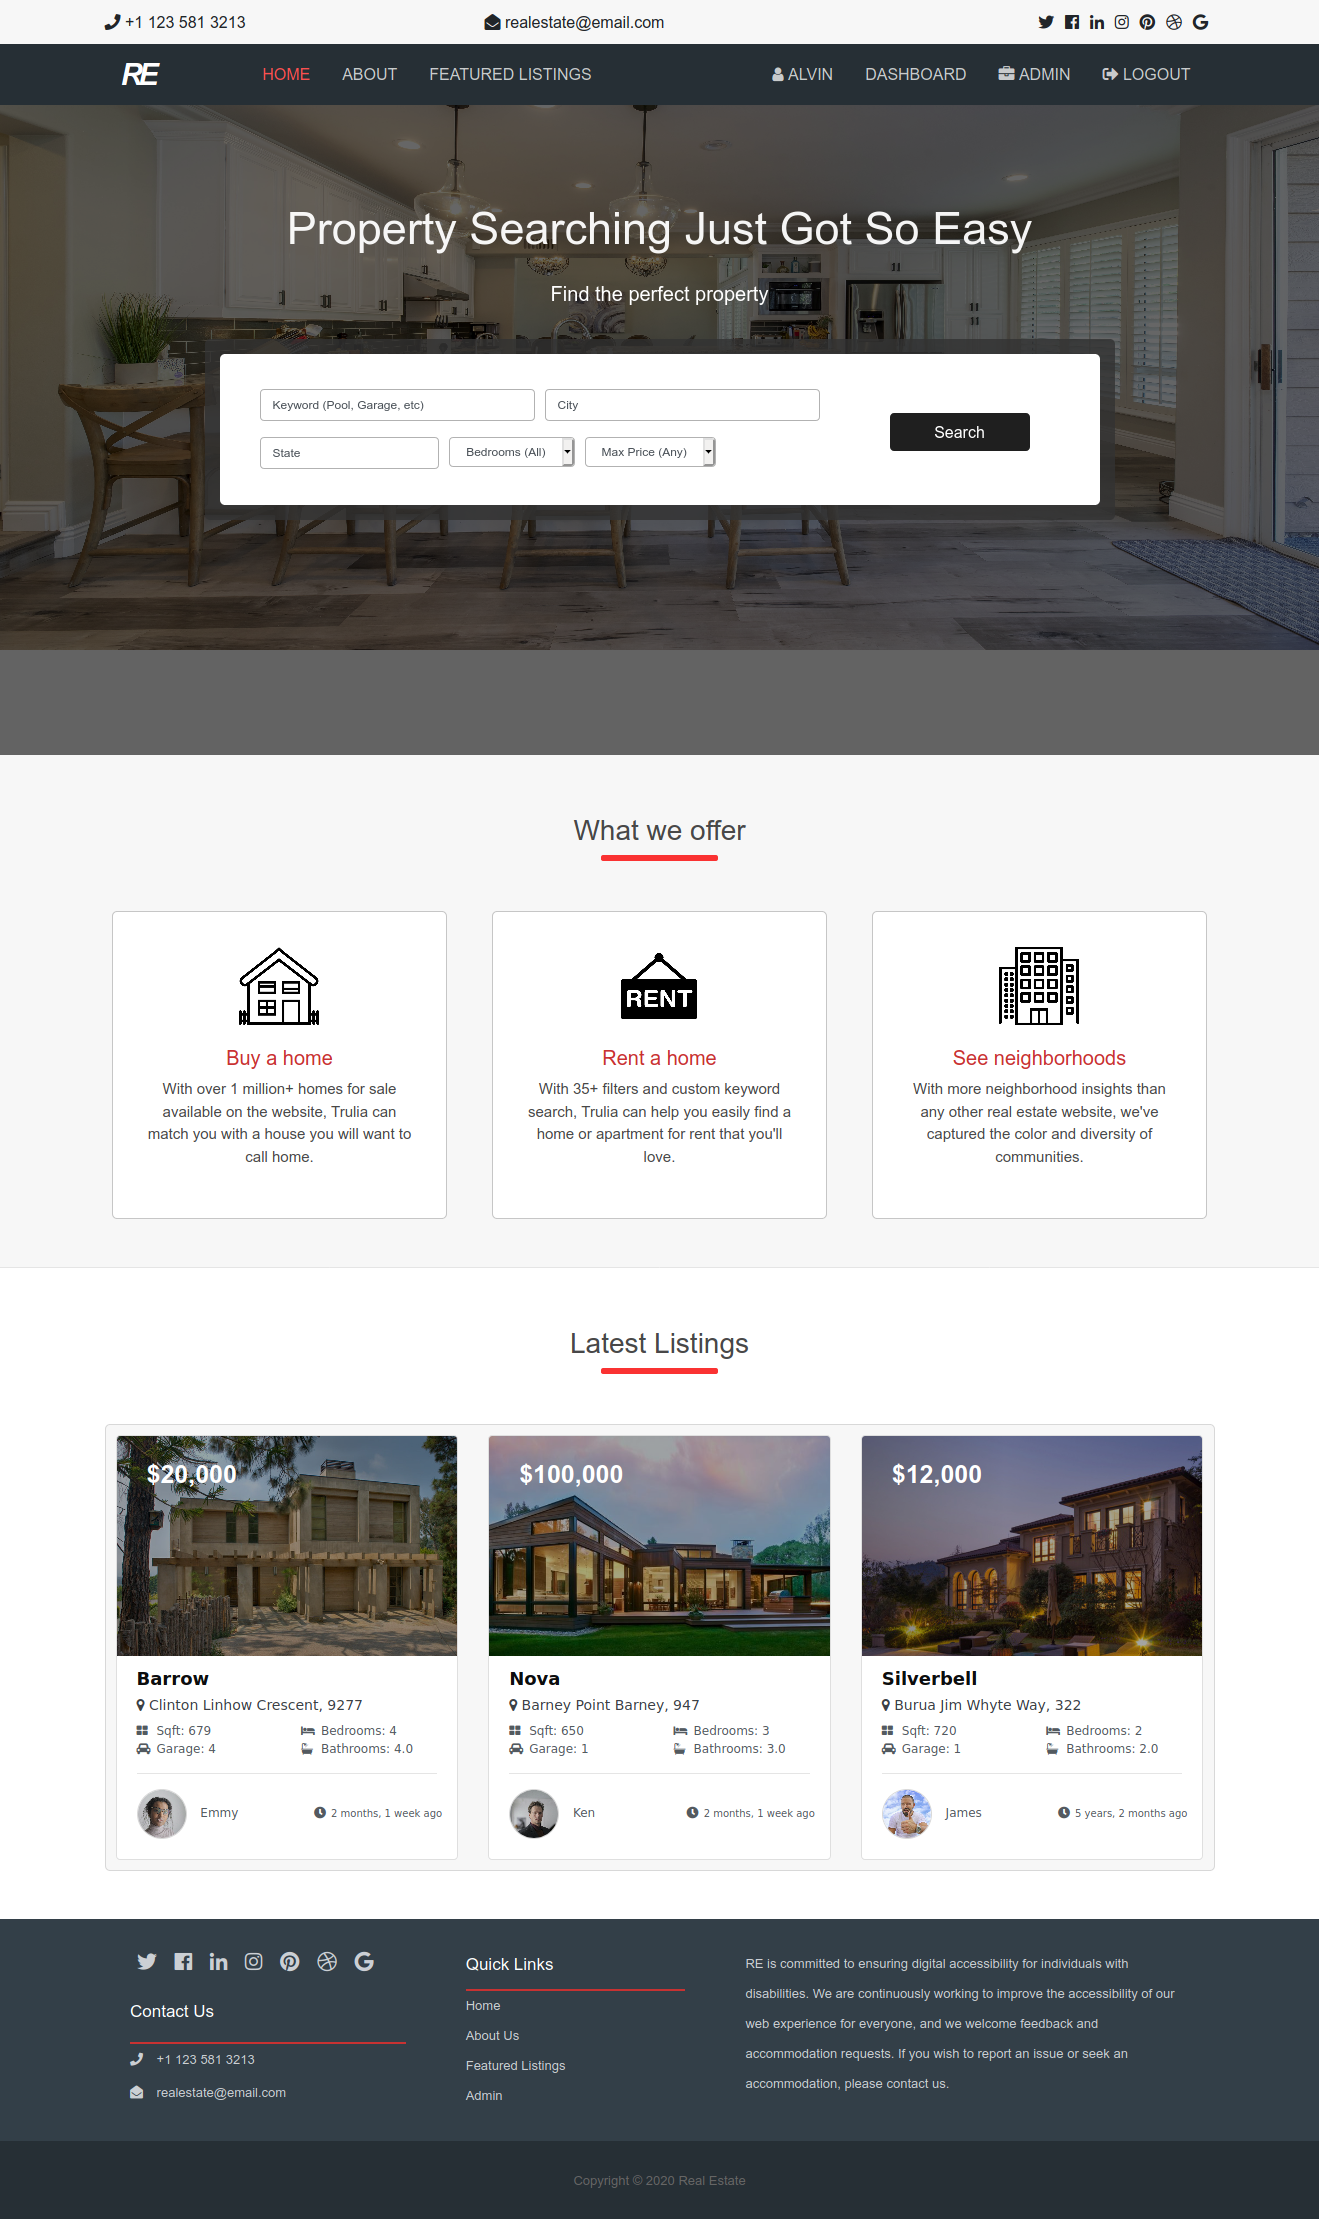 +1 123 581 3213
realestate@email.com
RE
HOME ABOUT FEATURED LISTINGS ALVIN DASHBOARD ADMIN LOGOUT
Property Searching Just Got So Easy
Find the perfect property
Keyword (Pool, Garage, etc)
City
State
Bedrooms (All)
Max Price (Any)
Search
What we offer
RENT
Buy a home
With over 1 million+ homes for sale
available on the website, Trulia can
match you with a house you will want to
call home.
Rent a home
With 35+ filters and custom keyword
search, Trulia can help you easily find a
home or apartment for rent that you'll
love.
See neighborhoods
With more neighborhood insights than
any other real estate website, we've
captured the color and diversity of
communities.
Latest Listings
$20,000
Barrow
Clinton Linhow Crescent, 9277
Sqft: 679 Bedrooms: 4
Garage: 4 Bathrooms: 4.0
Emmy 2 months, 1 week ago
$100,000
Nova
Barney Point Barney, 947
Sqft: 650 Bedrooms: 3
Garage: 1 Bathrooms: 3.0
Ken 2 months, 1 week ago
$12,000
Silverbell
Burua Jim Whyte Way, 322
Sqft: 720 Bedrooms: 2
Garage: 1 Bathrooms: 2.0
James 5 years, 2 months ago
Contact Us
+1 123 581 3213
realestate@email.com
Quick Links
Home
About Us
Featured Listings
Admin
RE is committed to ensuring digital accessibility for individuals with
disabilities. We are continuously working to improve the accessibility of our
web experience for everyone, and we welcome feedback and
accommodation requests. If you wish to report an issue or seek an
accommodation, please contact us.
Copyright © 2020 Real Estate